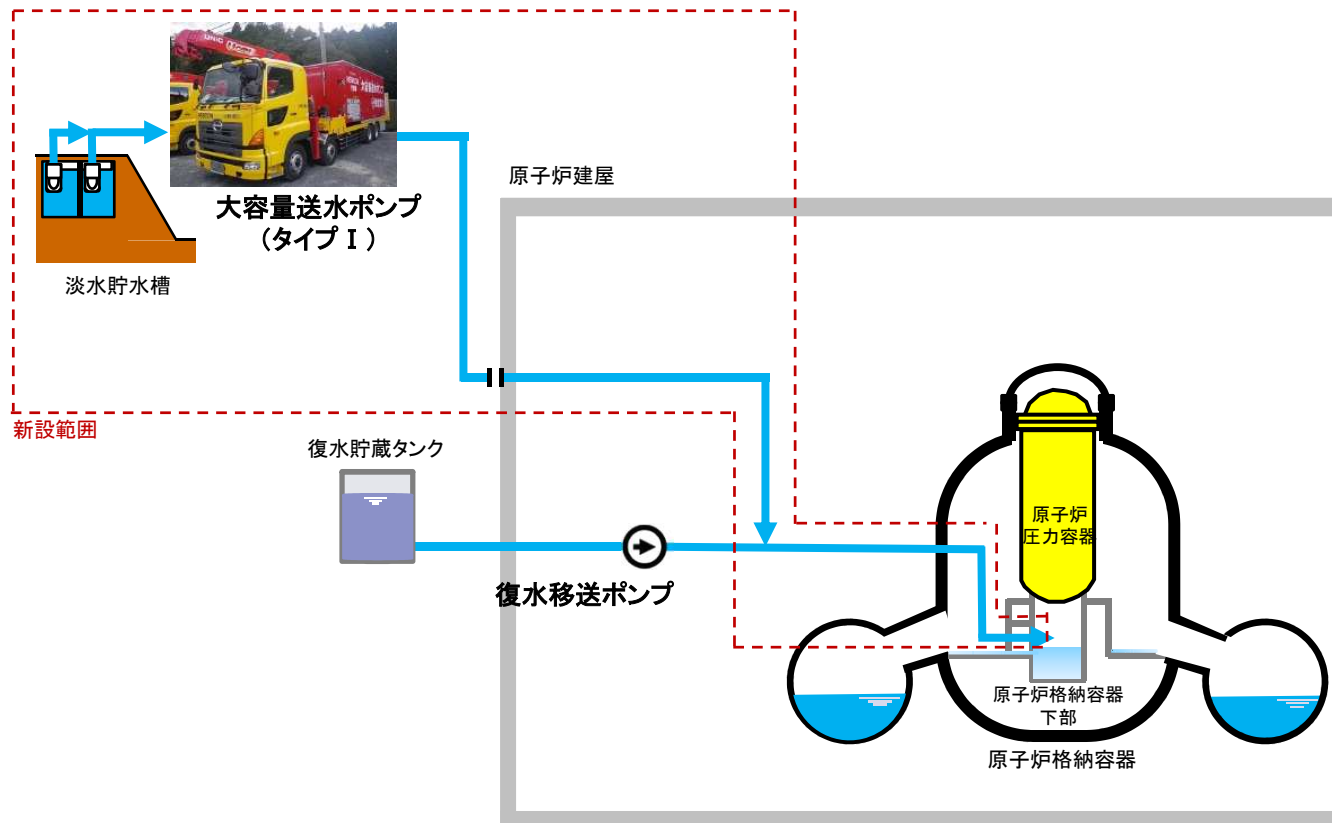 UNIC
大容量送水ポンプ
(タイプⅠ)
淡水貯水槽
原子炉建屋
新設範囲
復水貯蔵タンク
復水移送ポンプ
原子炉
圧力容器
原子炉格納容器
下部
原子炉格納容器